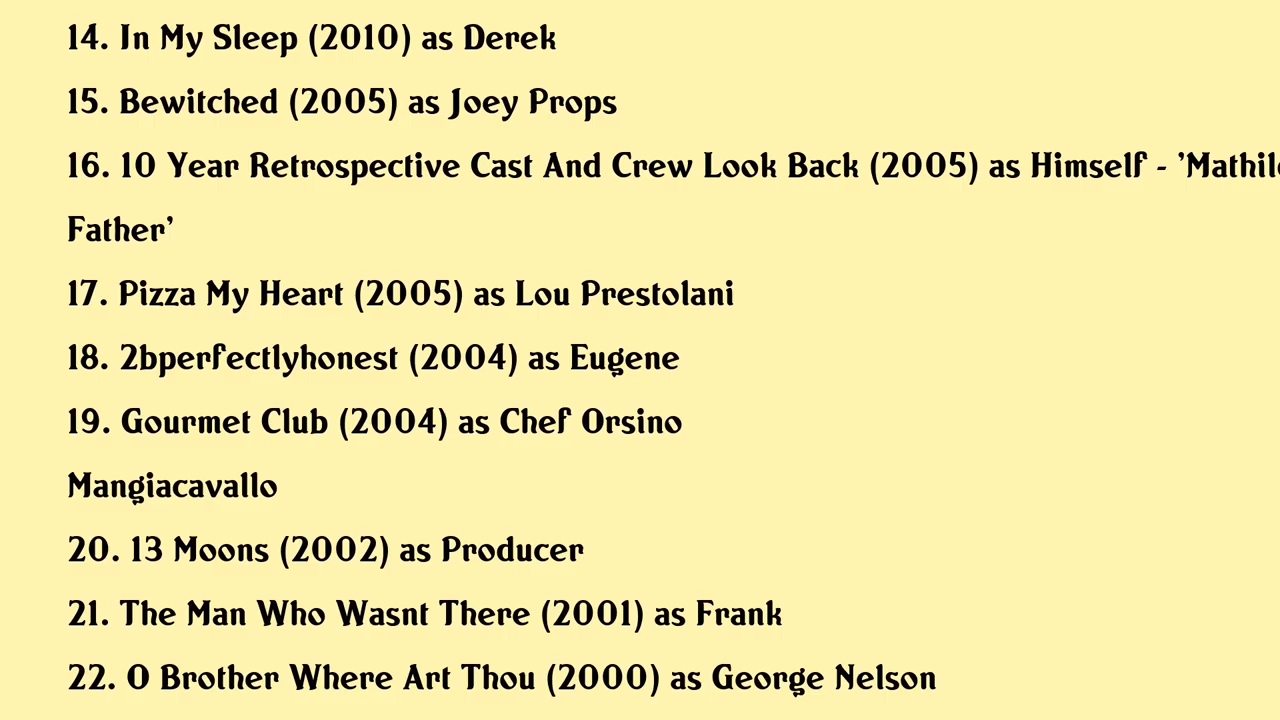 14. In My Sleep (2010) as Derek
15. Bewitched (2005) as Joey Props
16. 10 Year Retrospective Cast And Crew Look Back (2005) as Himself - 'Mathil
Father'
17. Pizza My Heart (2005) as Lou Prestolani
18. 2bperfectlyhonest (2004) as Eugene
19. Gourmet Club (2004) as Chef Orsino
Mangiacavallo
20. 13 Moons (2002) as Producer
21. The Man Who Wasnt There (2001) as Frank
22. O Brother Where Art Thou (2000) as George Nelson